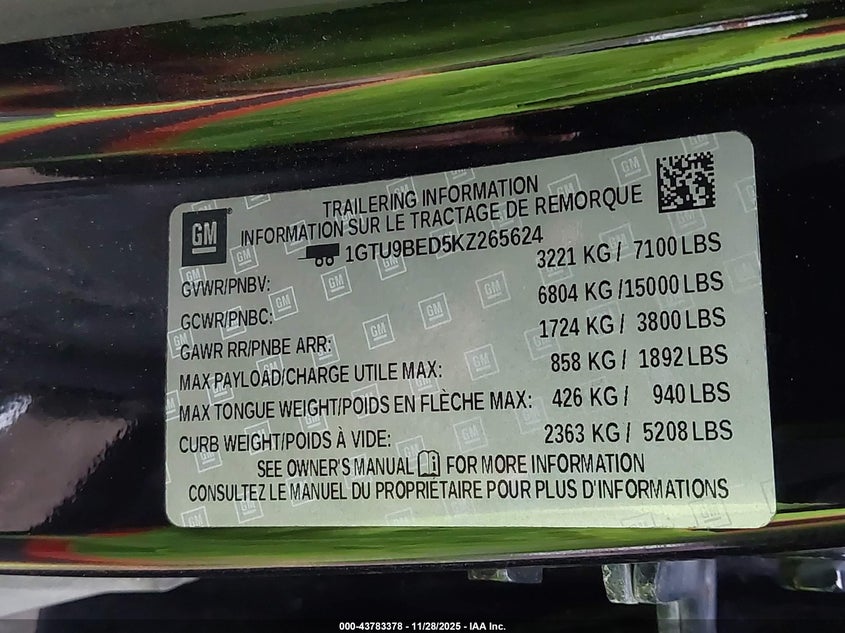 GM
TRAILERING INFORMATION
INFORMATION SUR LE TRACTAGE DE REMORQUE
1GTU9BED5KZ265624
GVWR/PNBV: 3221 KG / 7100 LBS
GCWR/PNBC: 6804 KG /15000 LBS
GAWR RR/PNBE ARR: 1724 KG / 3800 LBS
MAX PAYLOAD/CHARGE UTILE MAX: 858 KG / 1892 LBS
MAX TONGUE WEIGHT/POIDS EN FLÈCHE MAX: 426 KG / 940 LBS
CURB WEIGHT/POIDS À VIDE: 2363 KG / 5208 LBS
SEE OWNER'S MANUAL FOR MORE INFORMATION
CONSULTEZ LE MANUEL DU PROPRIÉTAIRE POUR PLUS D'INFORMATIONS
000-43783378 - 11/28/2025 - IAA Inc.